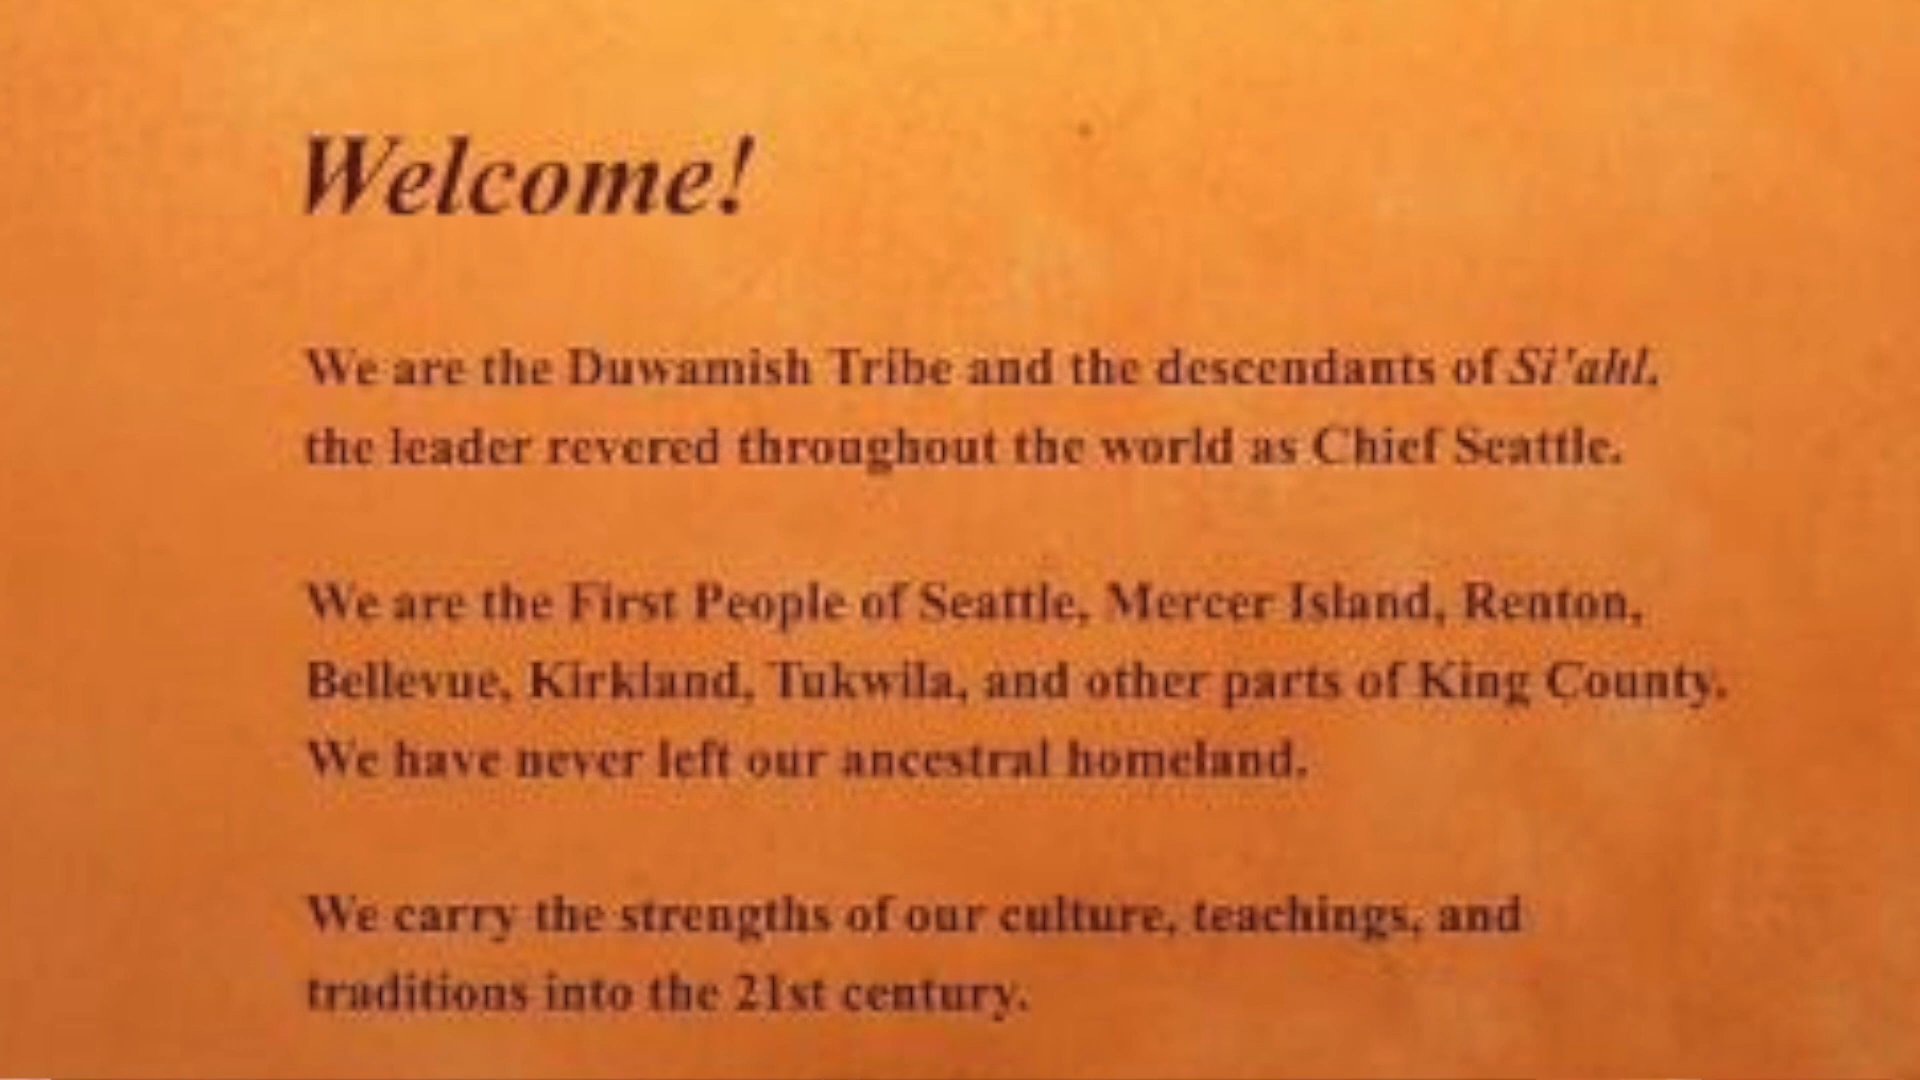 Welcome!
We are the Duwamish Tribe and the descendants of Si'ahl,
the leader revered throughout the world as Chief Seattle.
We are the First People of Seattle, Mercer Island, Renton,
Bellevue, Kirkland, Tukwila, and other parts of King County.
We have never left our ancestral homeland.
We carry the strengths of our culture, teachings, and
traditions into the 21st century.